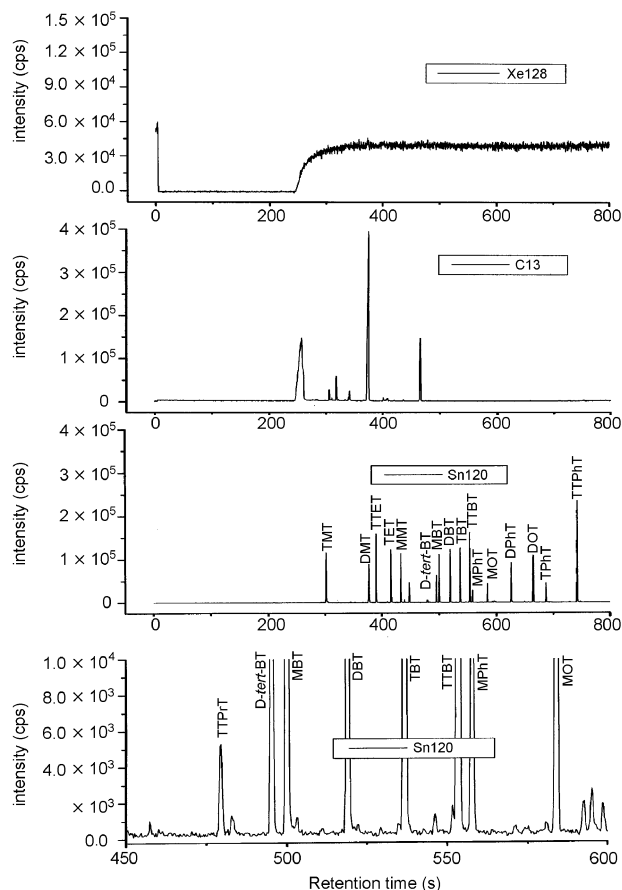 intensity (cps)
1.5 × 10⁵
1.2 × 10⁵
9.0 × 10⁴
6.0 × 10⁴
3.0 × 10⁴
0.0
Xe128
0 200 400 600 800
intensity (cps)
4 × 10⁵
3 × 10⁵
2 × 10⁵
1 × 10⁵
0
C13
0 200 400 600 800
intensity (cps)
4 × 10⁵
3 × 10⁵
2 × 10⁵
1 × 10⁵
0
Sn120
TMT
DMT
TTET
TET
MMT
D-tert-BT
MBT
DBT
TBT
TTBT
MPhT
MOT
DPhT
DOT
TPhT
TTPhT
0 200 400 600 800
intensity (cps)
1.0 × 10⁴
8.0 × 10³
6.0 × 10³
4.0 × 10³
× 10³
0.0
TTPrT
D-tert-BT
MBT
DBT
TBT
TTBT
MPhT
MOT
Sn120
450 500 550 600
Retention time (s)